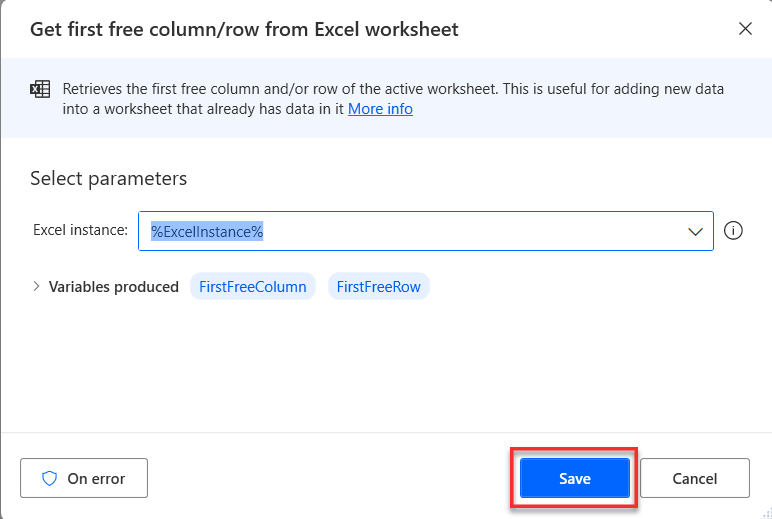 Get first free column/row from Excel worksheet
Retrieves the first free column and/or row of the active worksheet. This is useful for adding new data
into a worksheet that already has data in it More info
Select parameters
Excel instance: %ExcelInstance%
Variables produced FirstFreeColumn FirstFreeRow
On error Save Cancel